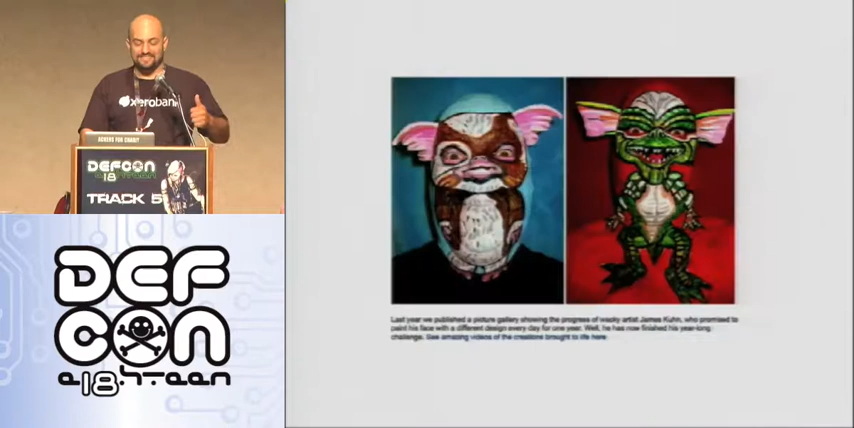 xerobank
HACKERS FOR CHARITY
DEFCON
18
TRACK 5
DEF
CON
e18hteen
Last year we published a picture gallery showing the progress of wacky artist James Kuhn, who promised to
paint his face with a different design every day for one year. Well, he has now finished his year-long
challenge. See amazing videos of the creations brought to life here